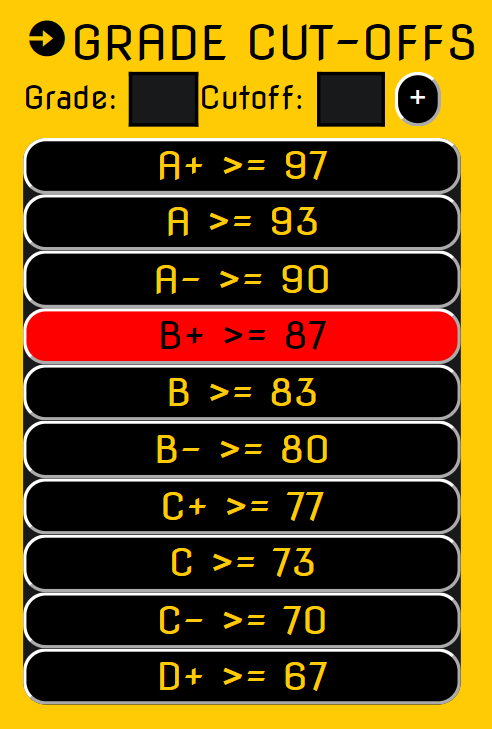 GRADE CUT-OFFS
Grade: Cutoff: +
A+ >= 97
A >= 93
A- >= 90
B+ >= 87
B >= 83
B- >= 80
C+ >= 77
C >= 73
C- >= 70
D+ >= 67